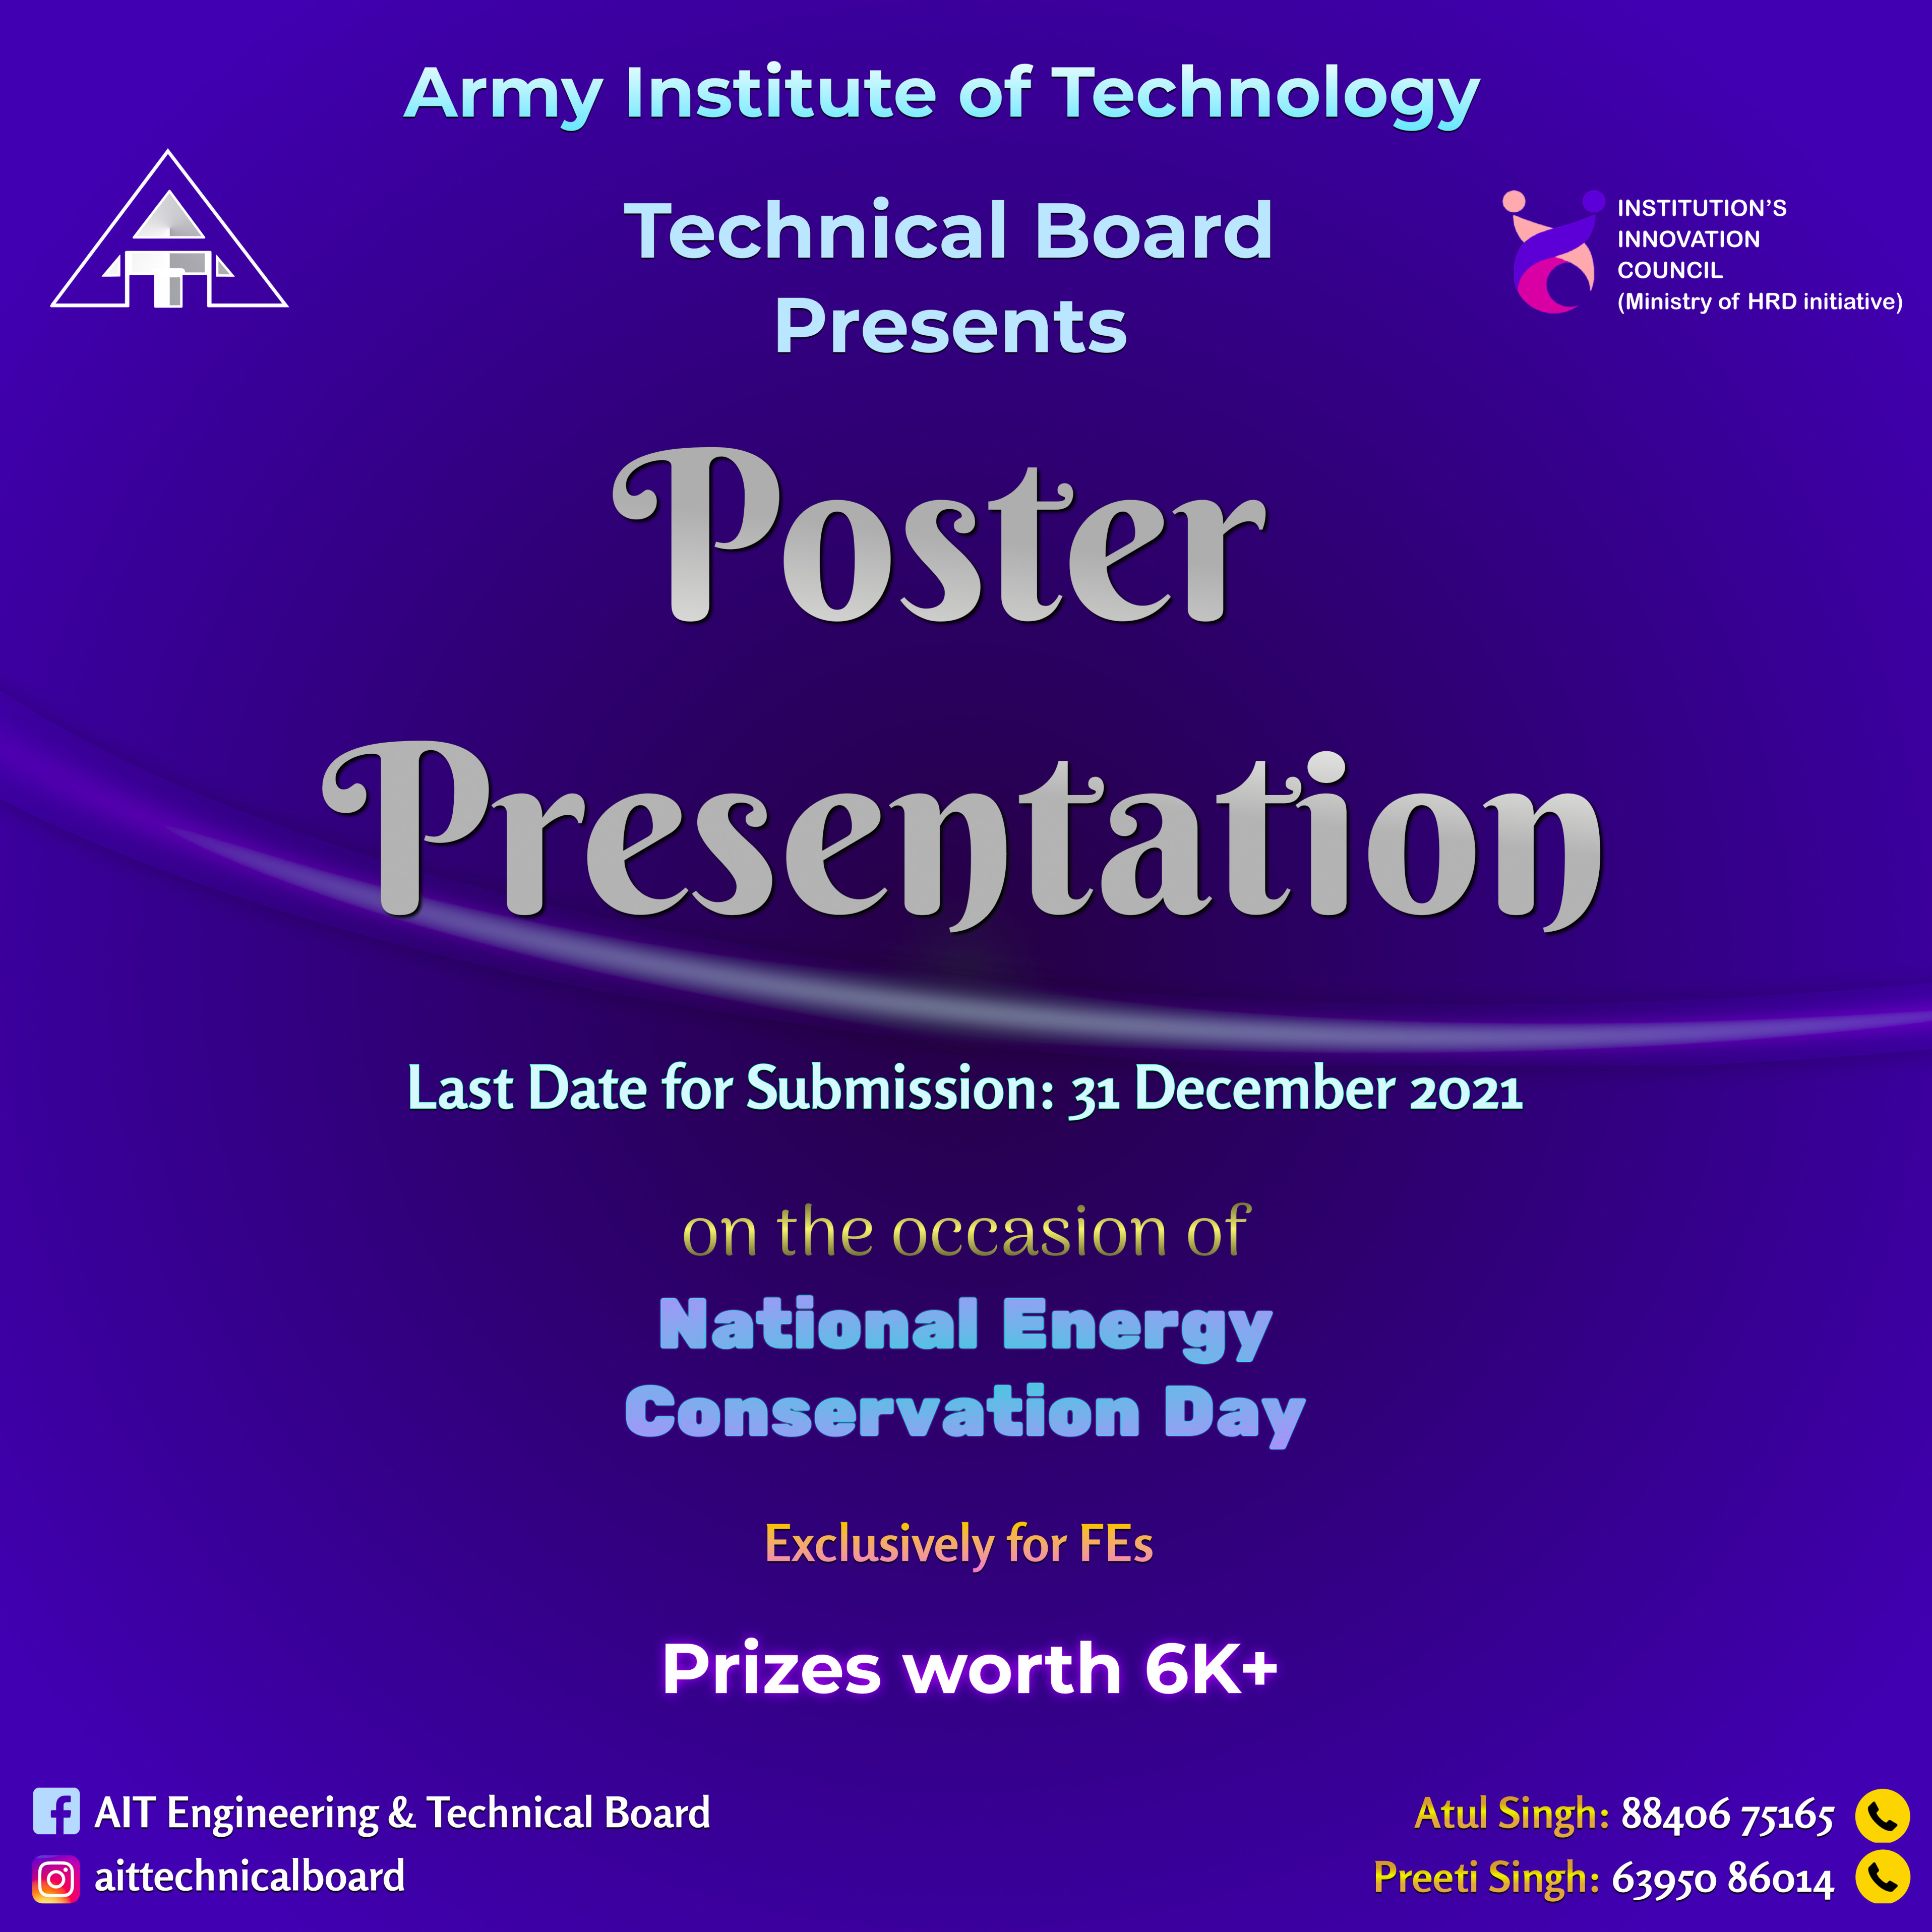 Army Institute of Technology
Technical Board
Presents
INSTITUTION'S
INNOVATION
COUNCIL
(Ministry of HRD initiative)
Poster
Presentation
Last Date for Submission: 31 December 2021
on the occasion of
National Energy
Conservation Day
Exclusively for FEs
Prizes worth 6K+
AIT Engineering & Technical Board
aittechnicalboard
Atul Singh: 88406 75165
Preeti Singh: 63950 86014